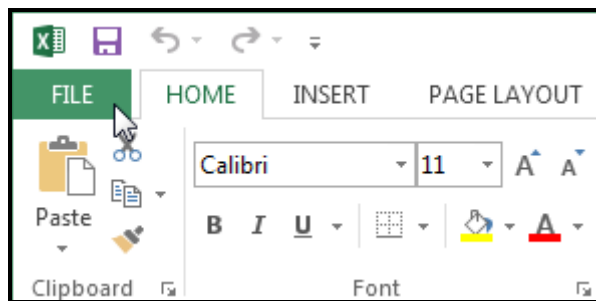 FILE HOME INSERT PAGE LAYOUT
Calibri 11 A A
Paste B I U A
Clipboard Font